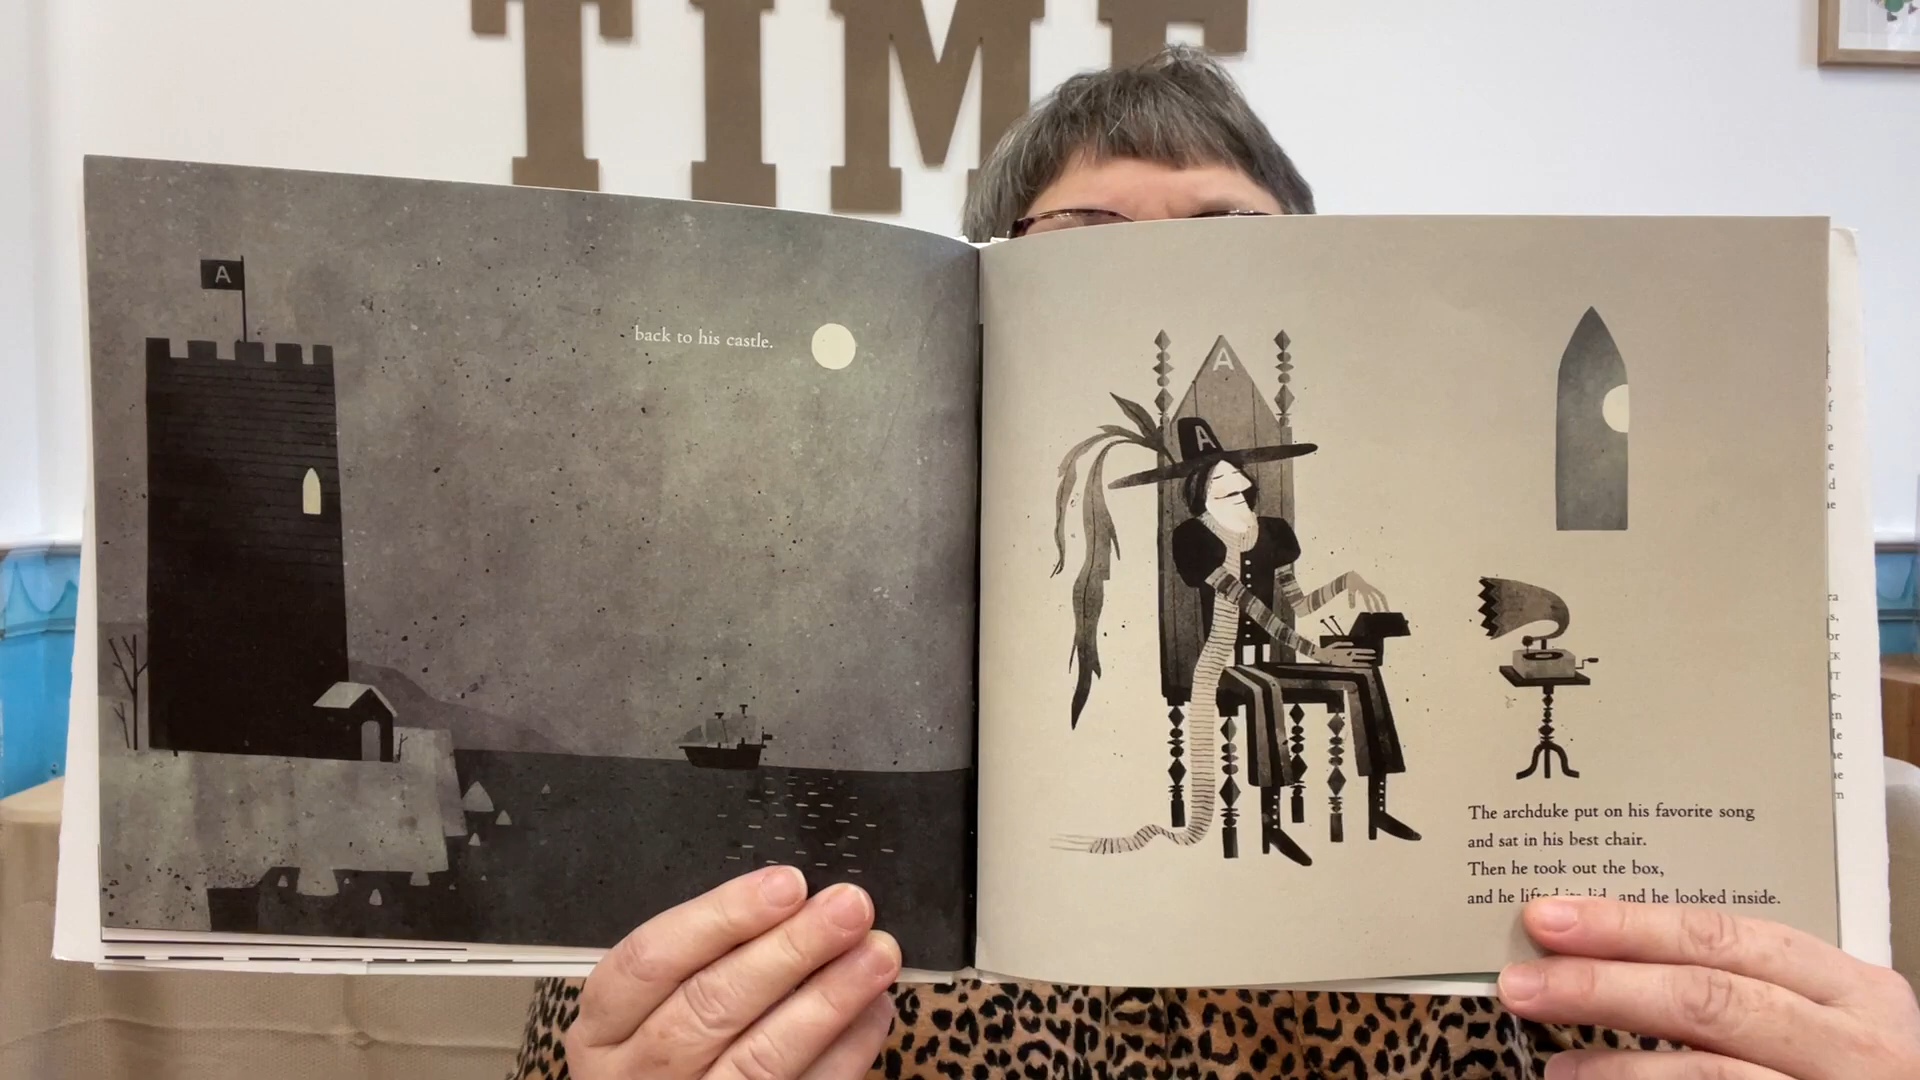 TIME
A
back to his castle.
A
A
The archduke put on his favorite song
and sat in his best chair.
Then he took out the box,
and he lifted its lid, and he looked inside.